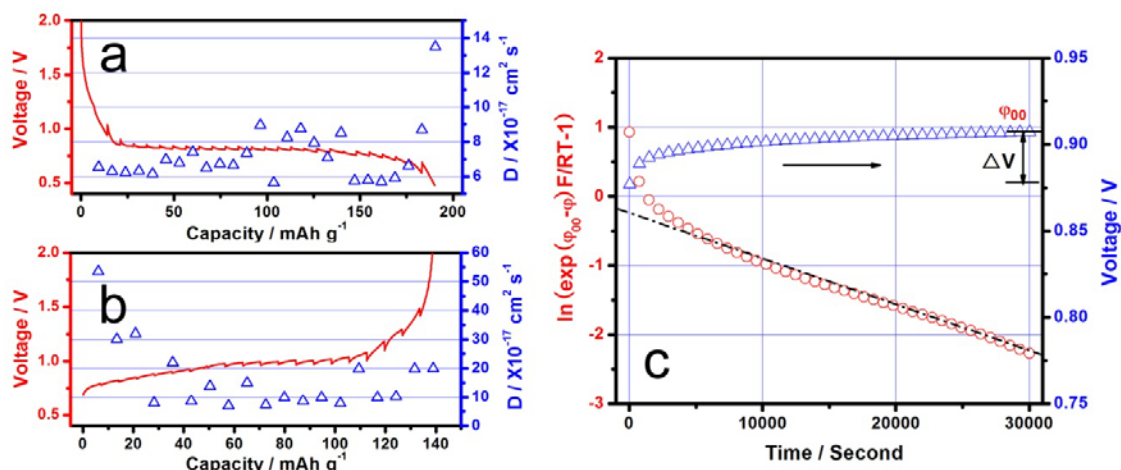 a
Voltage / V
2.0
1.5
1.0
0.5
14
12
10
8
6
D / X10⁻¹⁷ cm² s⁻¹
0 50 100 150 200
Capacity / mAh g⁻¹
b
Voltage / V
2.0
1.5
1.0
0.5
60
50
40
30
20
10
0
D / X10⁻¹⁷ cm² s⁻¹
0 20 40 60 80 100 120 140
Capacity / mAh g⁻¹
ln (exp (φ₀₀-φ) F/RT-1)
2
1
0
-1
-2
-3
φ₀₀
ΔV
c
0.95
0.90
0.85
0.80
0.75
Voltage / V
0 10000 20000 30000
Time / Second